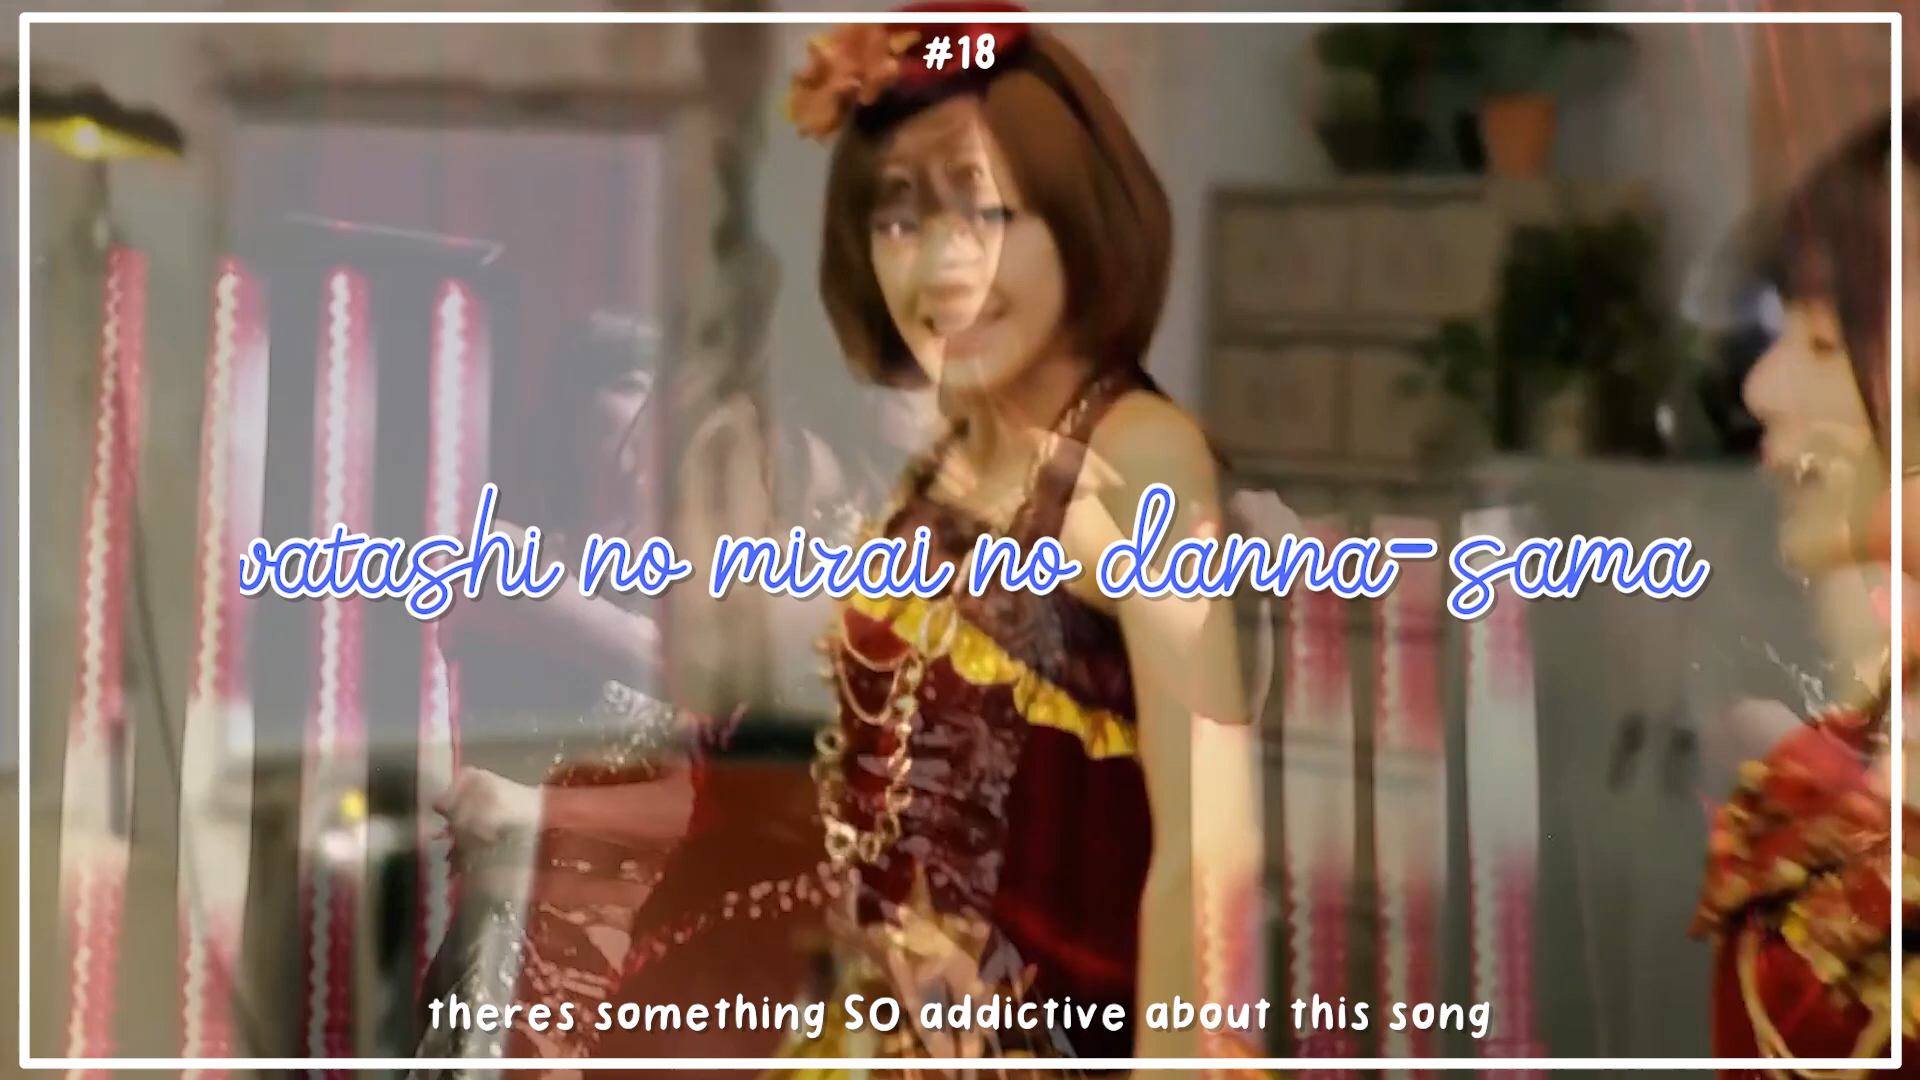 #18
watashi no mirai no danna-sama
theres something SO addictive about this song